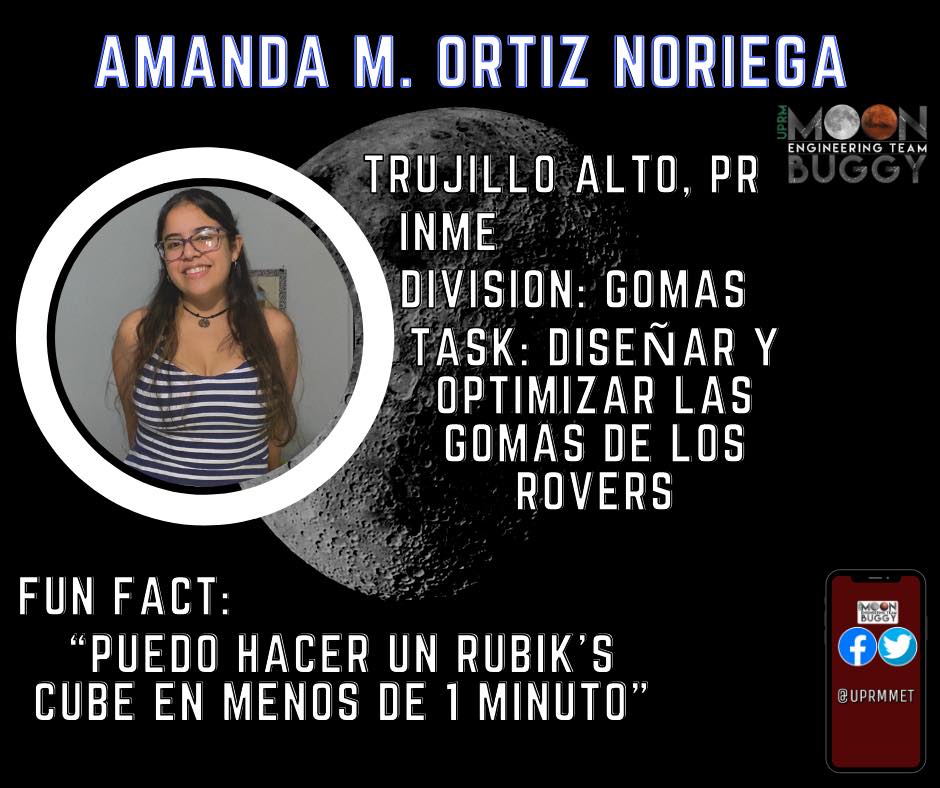 AMANDA M. ORTIZ NORIEGA
UPRM
MOON
ENGINEERING TEAM
BUGGY
TRUJILLO ALTO, PR
INME
DIVISION: GOMAS
TASK: DISEÑAR Y
OPTIMIZAR LAS
GOMAS DE LOS
ROVERS
FUN FACT:
“PUEDO HACER UN RUBIK’S
CUBE EN MENOS DE 1 MINUTO”
MOON
ENGINEERING TEAM
BUGGY
@UPRMMET